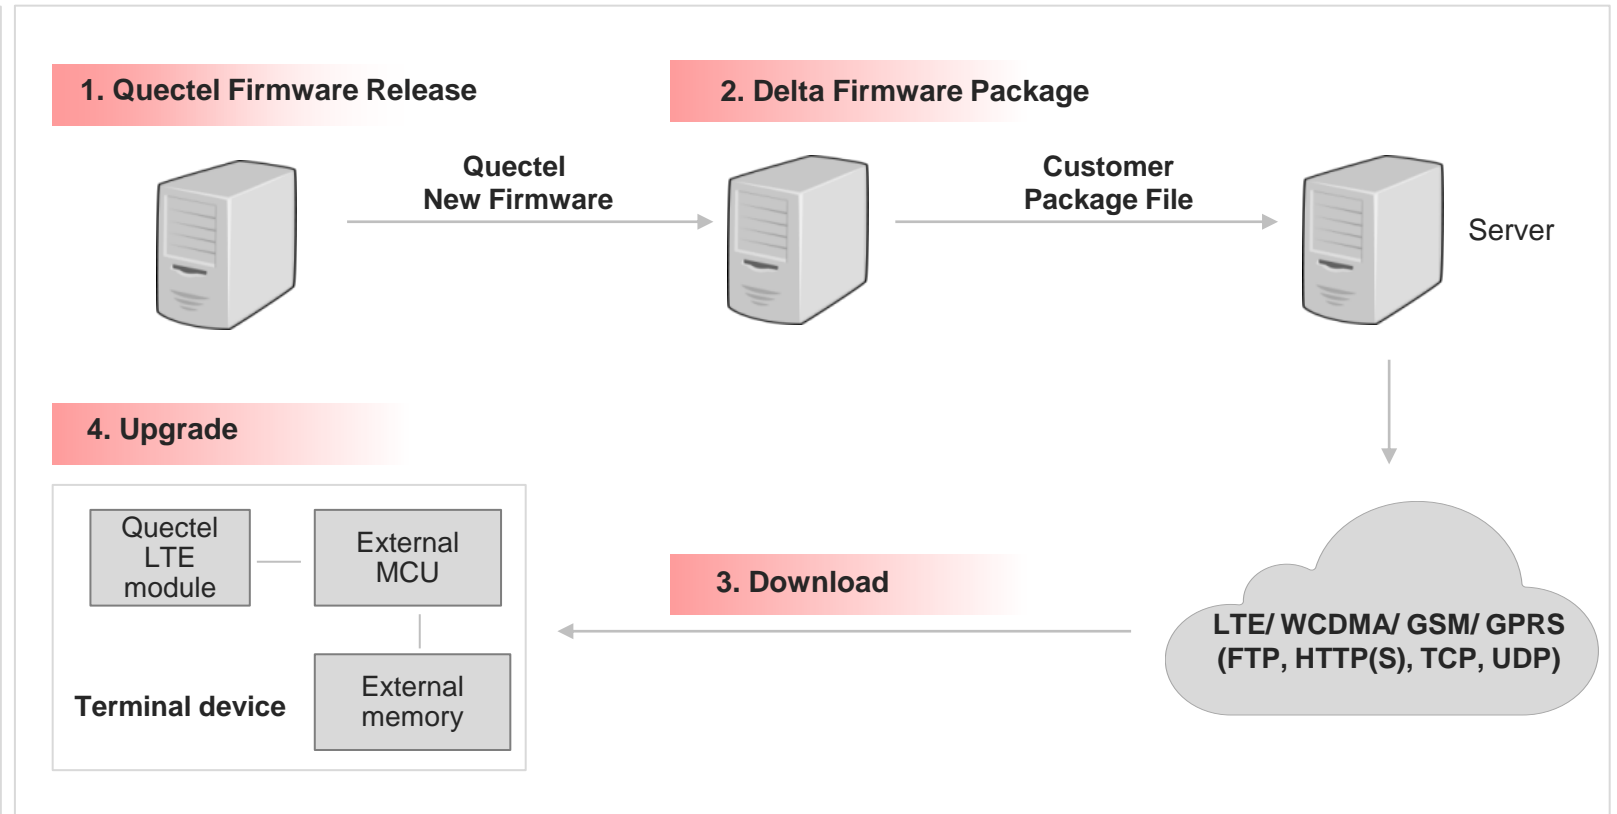 1. Quectel Firmware Release
2. Delta Firmware Package
Quectel
New Firmware
Customer
Package File
Server
4. Upgrade
Quectel
LTE
module
External
MCU
3. Download
LTE/ WCDMA/ GSM/ GPRS
(FTP, HTTP(S), TCP, UDP)
Terminal device
External
memory